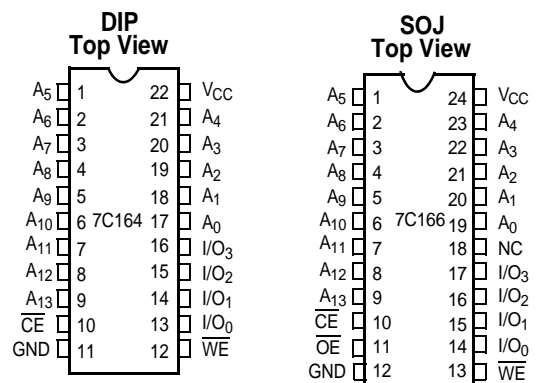 DIP
Top View
A5 1 22 VCC
A6 2 21 A4
A7 3 20 A3
A8 4 19 A2
A9 5 18 A1
A10 6 7C164 17 A0
A11 7 16 I/O3
A12 8 15 I/O2
A13 9 14 I/O1
C̅E̅ 10 13 I/O0
GND 11 12 W̅E̅
SOJ
Top View
A5 1 24 VCC
A6 2 23 A4
A7 3 22 A3
A8 4 21 A2
A9 5 20 A1
A10 6 7C166 19 A0
A11 7 18 NC
A12 8 17 I/O3
A13 9 16 I/O2
C̅E̅ 10 15 I/O1
O̅E̅ 11 14 I/O0
GND 12 13 W̅E̅